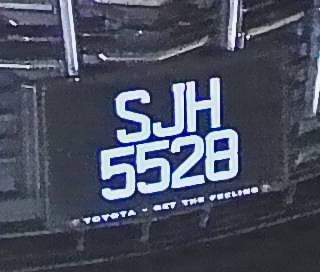 SJH
5528
TOYOTA - GET THE FEELING